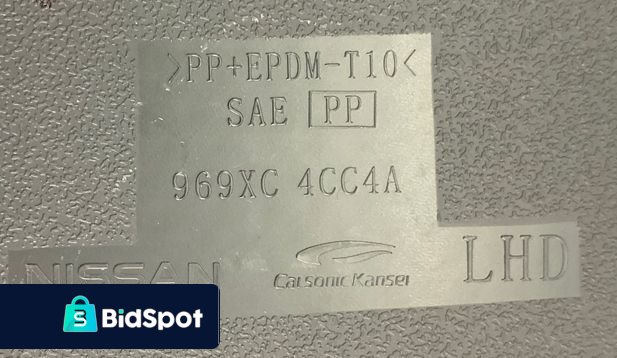 >PP+EPDM-T10<
SAE PP
969XC 4CC4A
NISSAN
Calsonic Kansei
LHD
BidSpot